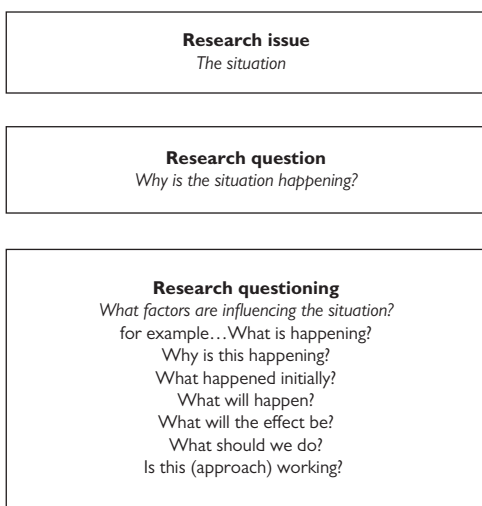 Research issue
The situation
Research question
Why is the situation happening?
Research questioning
What factors are influencing the situation?
for example…What is happening?
Why is this happening?
What happened initially?
What will happen?
What will the effect be?
What should we do?
Is this (approach) working?